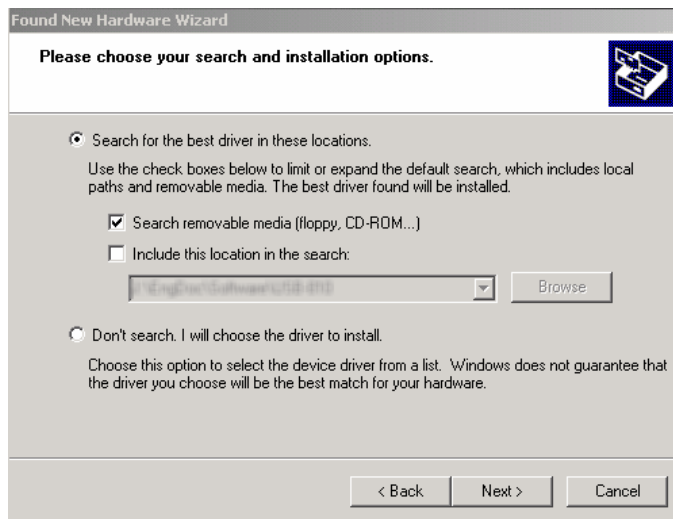 Found New Hardware Wizard
Please choose your search and installation options.
Search for the best driver in these locations.
Use the check boxes below to limit or expand the default search, which includes local
paths and removable media. The best driver found will be installed.
Search removable media (floppy, CD-ROM...)
Include this location in the search:
Browse
Don't search. I will choose the driver to install.
Choose this option to select the device driver from a list. Windows does not guarantee that
the driver you choose will be the best match for your hardware.
< Back Next > Cancel